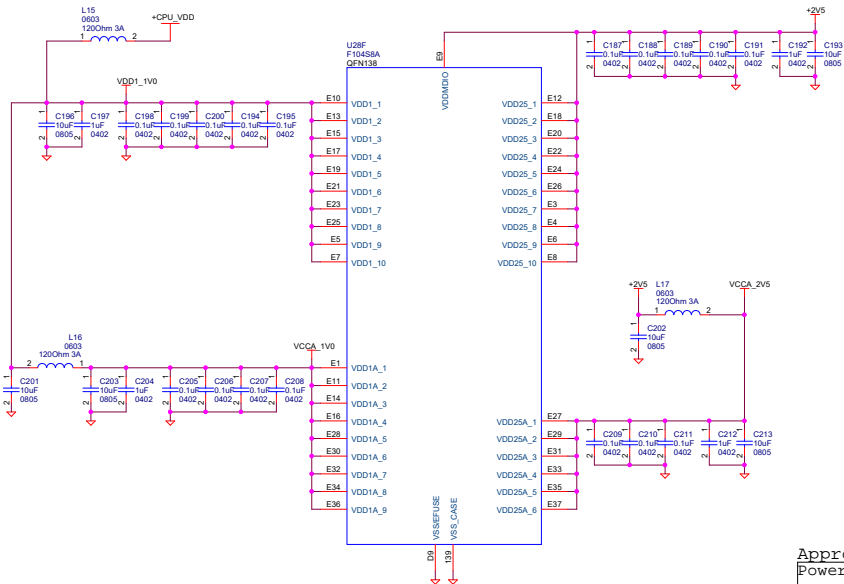 L15
0603
120Ohm 3A
1
2
+CPU_VDD
+2V5
U28F
F104S8A
QFN138
E9
VDDMDIO
1
2
C187
0.1uF
0402
C188
0.1uF
0402
C189
0.1uF
0402
C190
0.1uF
0402
C191
0.1uF
0402
C192
1uF
0402
C193
10uF
0805
VDD1_1V0
C196
10uF
0805
C197
1uF
0402
C198
0.1uF
0402
C199
0.1uF
0402
C200
0.1uF
0402
C194
0.1uF
0402
C195
0.1uF
0402
E10 VDD1_1
E13 VDD1_2
E15 VDD1_3
E17 VDD1_4
E19 VDD1_5
E21 VDD1_6
E23 VDD1_7
E25 VDD1_8
E5 VDD1_9
E7 VDD1_10
VDD25_1 E12
VDD25_2 E18
VDD25_3 E20
VDD25_4 E22
VDD25_5 E24
VDD25_6 E26
VDD25_7 E3
VDD25_8 E4
VDD25_9 E6
VDD25_10 E8
+2V5
L17
0603
120Ohm 3A
1
2
VCCA_2V5
C202
10uF
0805
L16
0603
120Ohm 3A
2
1
VCCA_1V0
C201
10uF
0805
C203
10uF
0805
C204
1uF
0402
C205
0.1uF
0402
C206
0.1uF
0402
C207
0.1uF
0402
C208
0.1uF
0402
E1 VDD1A_1
E11 VDD1A_2
E14 VDD1A_3
E16 VDD1A_4
E28 VDD1A_5
E30 VDD1A_6
E32 VDD1A_7
E34 VDD1A_8
E36 VDD1A_9
VDD25A_1 E27
VDD25A_2 E29
VDD25A_3 E31
VDD25A_4 E33
VDD25A_5 E35
VDD25A_6 E37
C209
0.1uF
0402
C210
0.1uF
0402
C211
0.1uF
0402
C212
1uF
0402
C213
10uF
0805
VSS/EFUSE
VSS_CASE
D9
139
Appro
Power